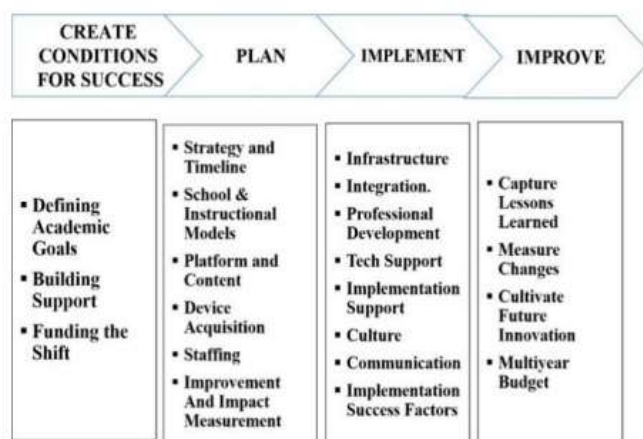 CREATE
CONDITIONS
FOR SUCCESS
PLAN
IMPLEMENT
IMPROVE
▪ Defining
Academic
Goals
▪ Building
Support
▪ Funding the
Shift
▪ Strategy and
Timeline
▪ School &
Instructional
Models
▪ Platform and
Content
▪ Device
Acquisition
▪ Staffing
▪ Improvement
And Impact
Measurement
▪ Infrastructure
▪ Integration.
▪ Professional
Development
▪ Tech Support
▪ Implementation
Support
▪ Culture
▪ Communication
▪ Implementation
Success Factors
▪ Capture
Lessons
Learned
▪ Measure
Changes
▪ Cultivate
Future
Innovation
▪ Multiyear
Budget